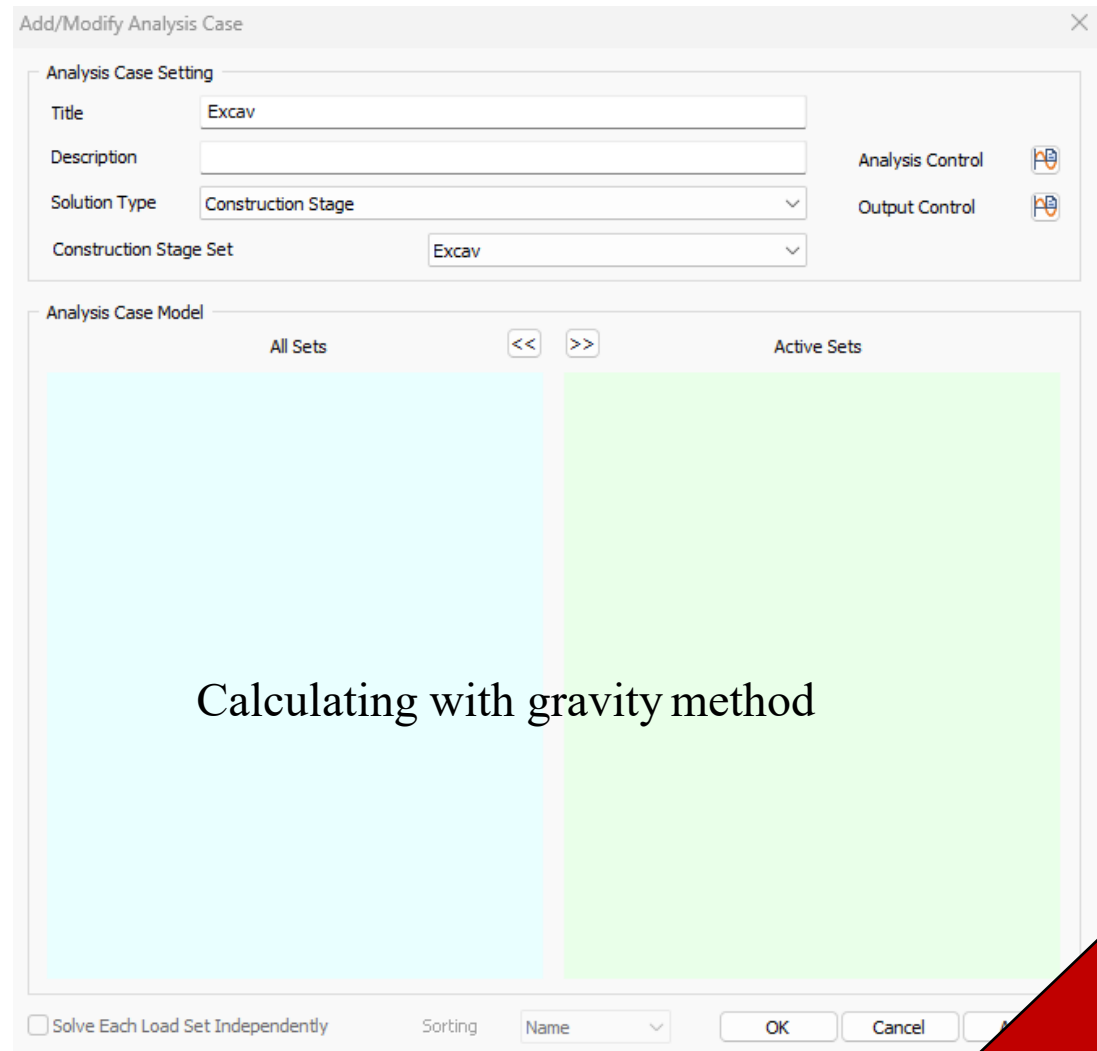 Add/Modify Analysis Case
Analysis Case Setting
Title Excav
Description Analysis Control
Solution Type Construction Stage Output Control
Construction Stage Set Excav
Analysis Case Model
All Sets << >> Active Sets
Calculating with gravity method
Solve Each Load Set Independently Sorting Name OK Cancel